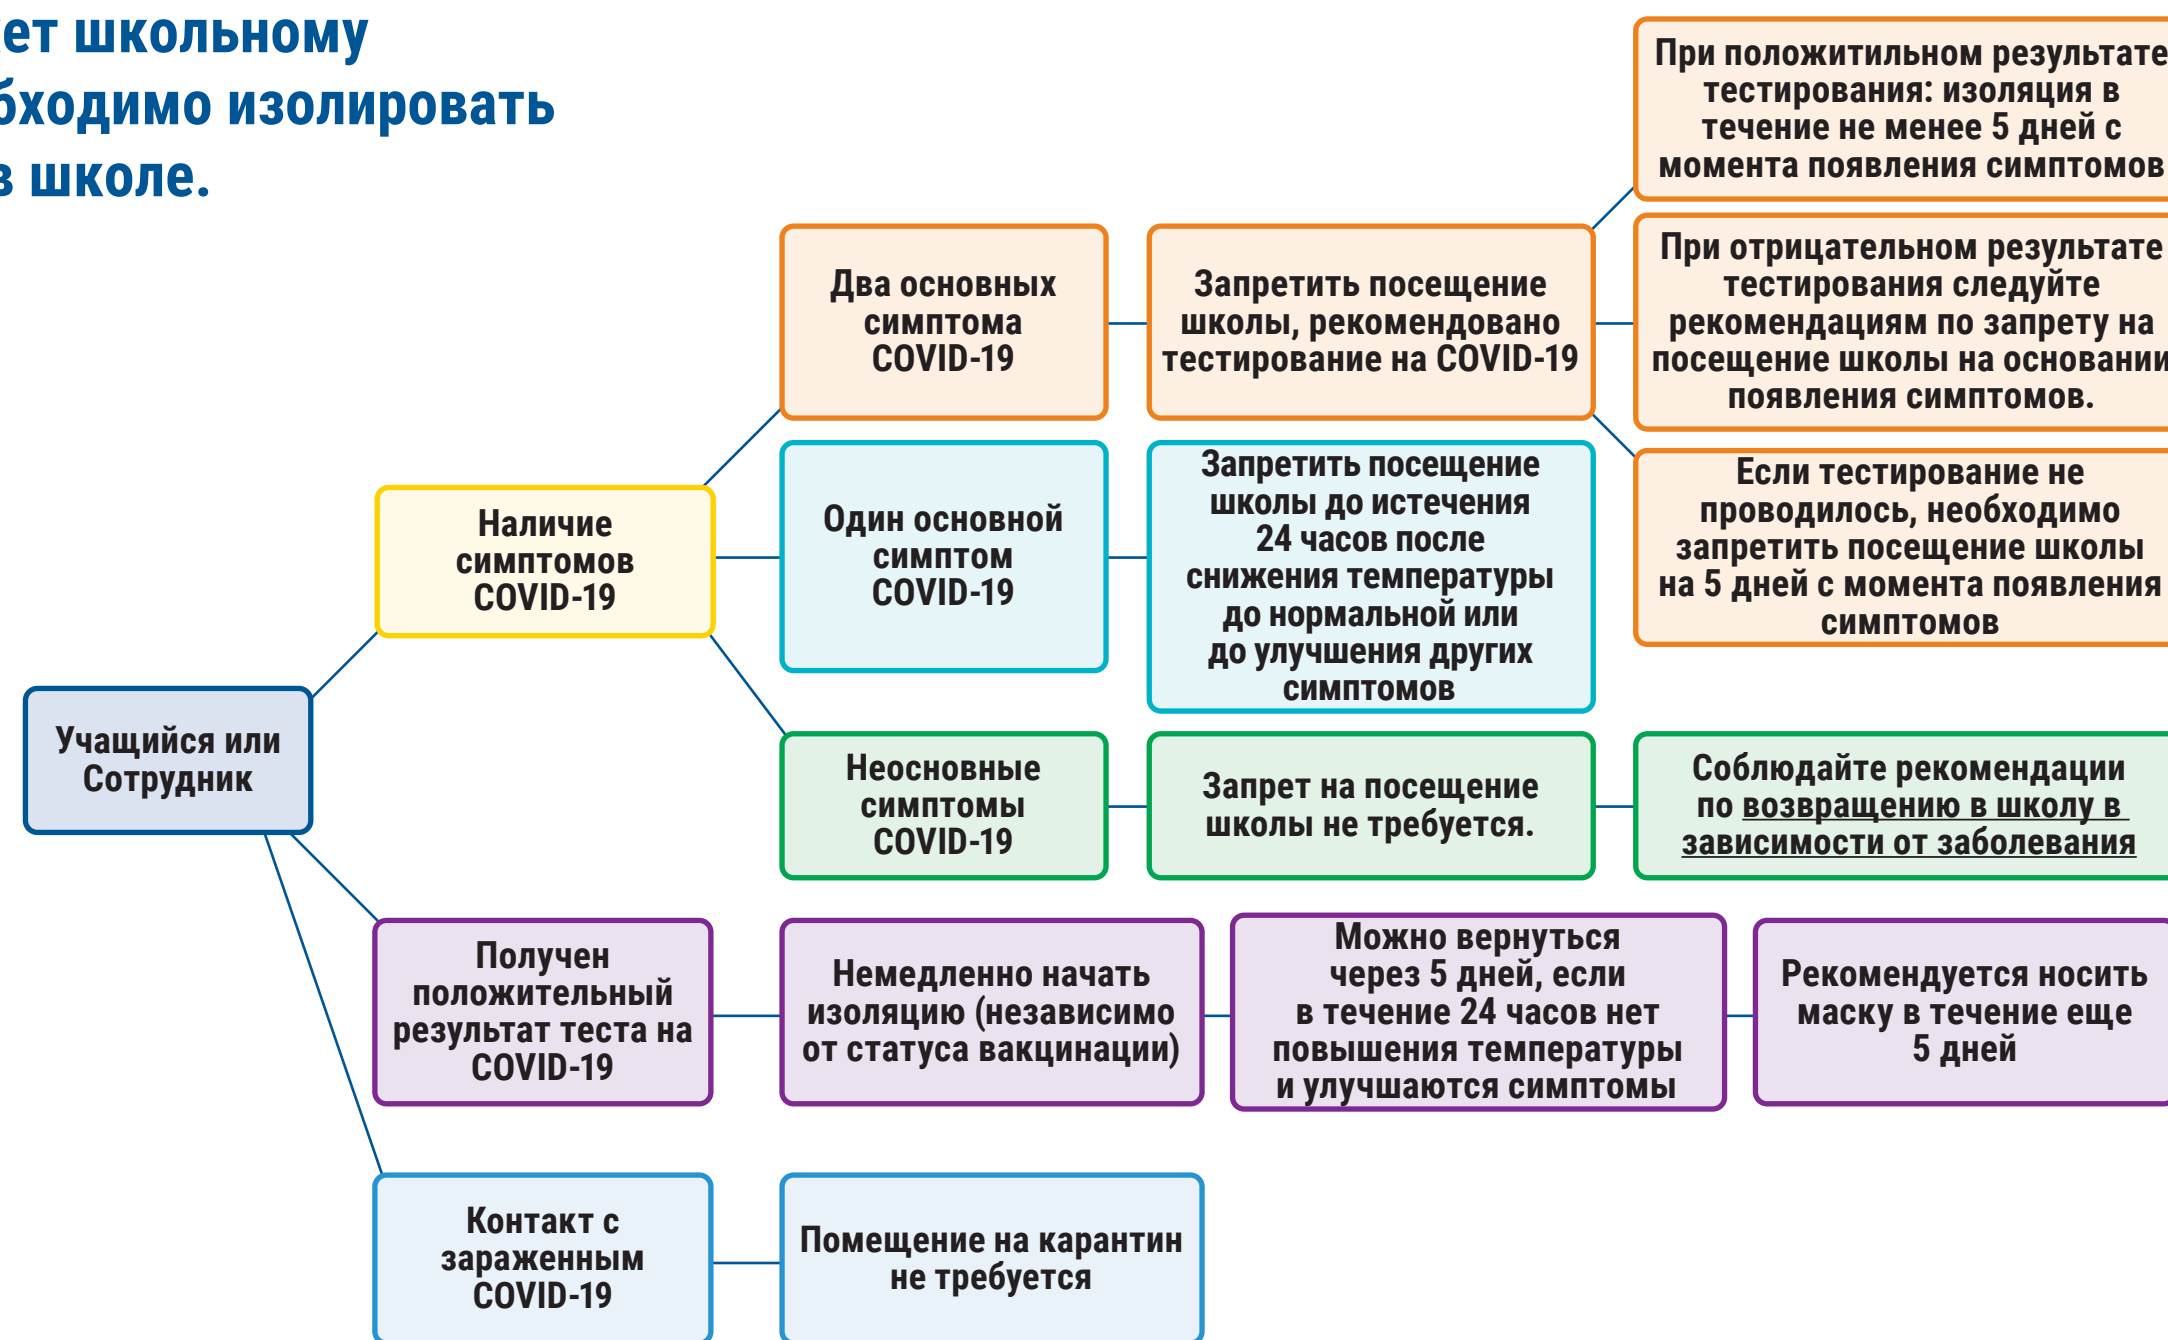 ет школьному
бходимо изолировать
в школе.
При положитильном результате
тестирования: изоляция в
течение не менее 5 дней с
момента появления симптомов
При отрицательном результате
тестирования следуйте
рекомендациям по запрету на
посещение школы на основании
появления симптомов.
Если тестирование не
проводилось, необходимо
запретить посещение школы
на 5 дней с момента появления
симптомов
Два основных
симптома
COVID-19
Запретить посещение
школы, рекомендовано
тестирование на COVID-19
Наличие
симптомов
COVID-19
Один основной
симптом
COVID-19
Запретить посещение
школы до истечения
24 часов после
снижения температуры
до нормальной или
до улучшения других
симптомов
Учащийся или
Сотрудник
Неосновные
симптомы
COVID-19
Запрет на посещение
школы не требуется.
Соблюдайте рекомендации
по возвращению в школу в
зависимости от заболевания
Получен
положительный
результат теста на
COVID-19
Немедленно начать
изоляцию (независимо
от статуса вакцинации)
Можно вернуться
через 5 дней, если
в течение 24 часов нет
повышения температуры
и улучшаются симптомы
Рекомендуется носить
маску в течение еще
5 дней
Контакт с
зараженным
COVID-19
Помещение на карантин
не требуется